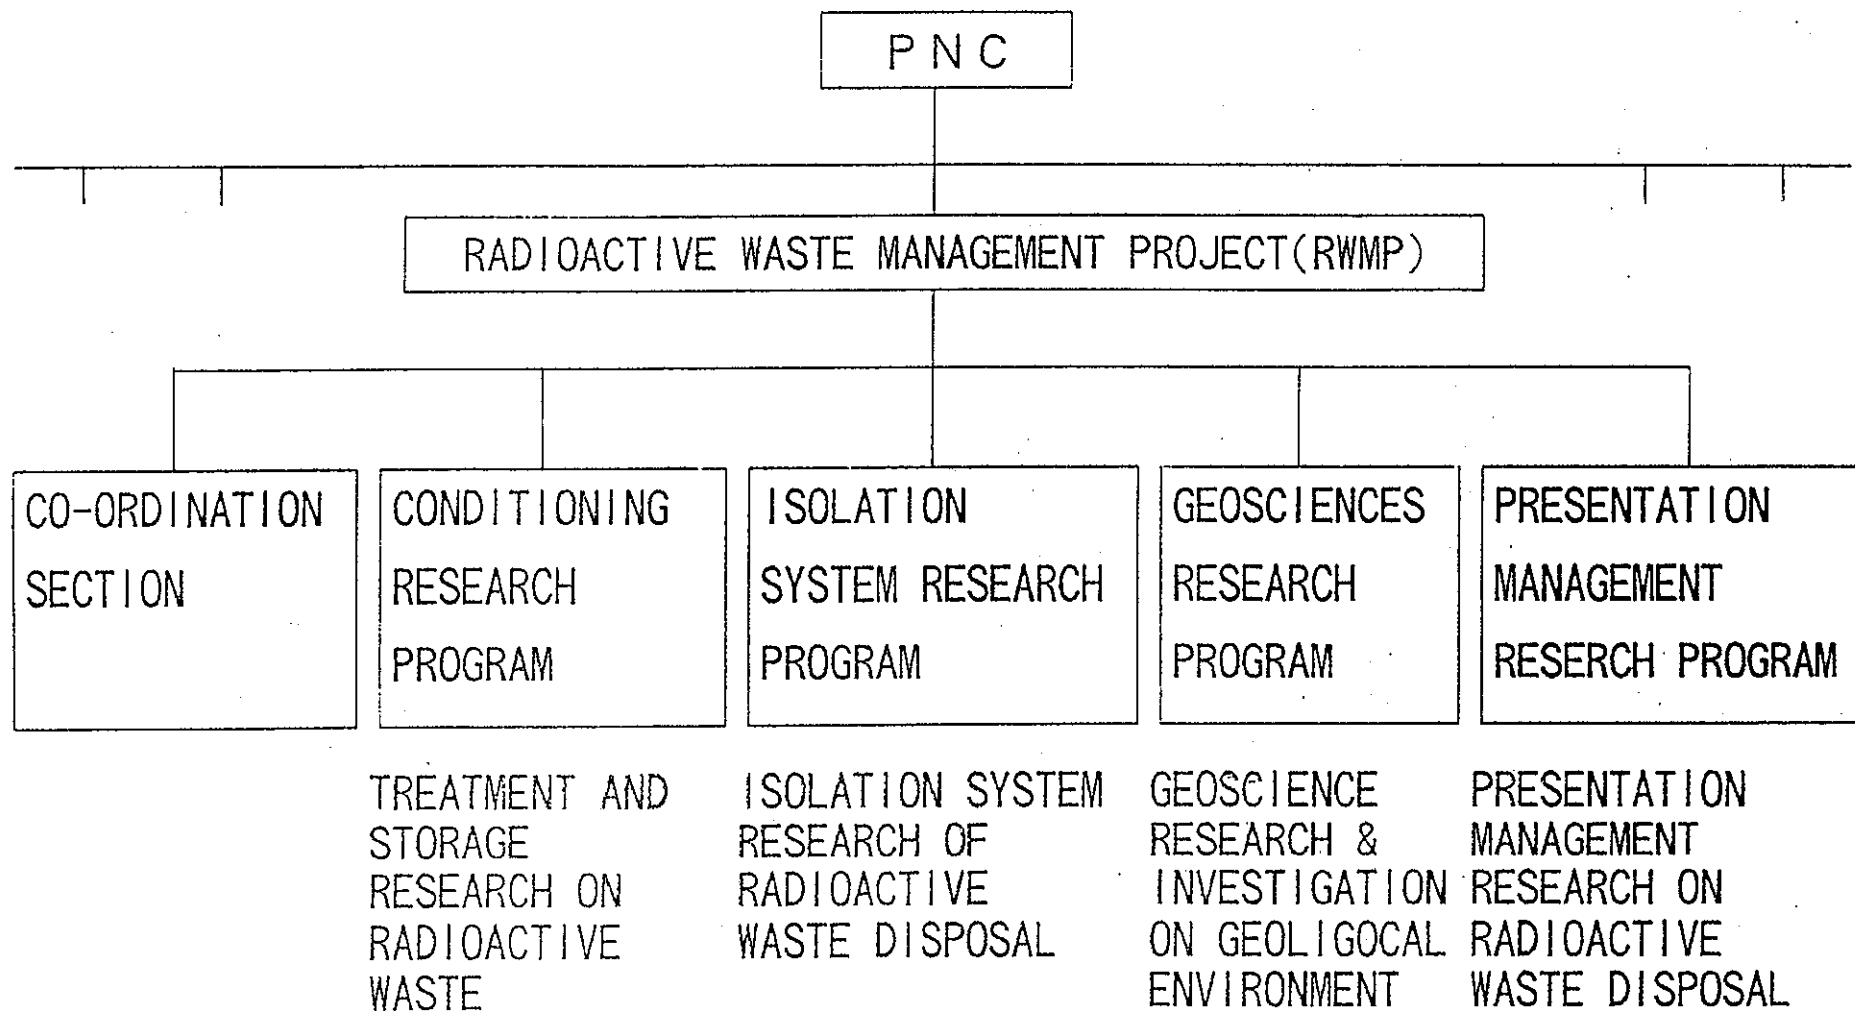 PNC
RADIOACTIVE WASTE MANAGEMENT PROJECT(RWMP)
CO-ORDINATION
SECTION
CONDITIONING
RESEARCH
PROGRAM
ISOLATION
SYSTEM RESEARCH
PROGRAM
GEOSCIENCES
RESEARCH
PROGRAM
PRESENTATION
MANAGEMENT
RESERCH PROGRAM
TREATMENT AND
STORAGE
RESEARCH ON
RADIOACTIVE
WASTE
ISOLATION SYSTEM
RESEARCH OF
RADIOACTIVE
WASTE DISPOSAL
GEOSCIENCE
RESEARCH &
INVESTIGATION
ON GEOLIGOCAL
ENVIRONMENT
PRESENTATION
MANAGEMENT
RESEARCH ON
RADIOACTIVE
WASTE DISPOSAL